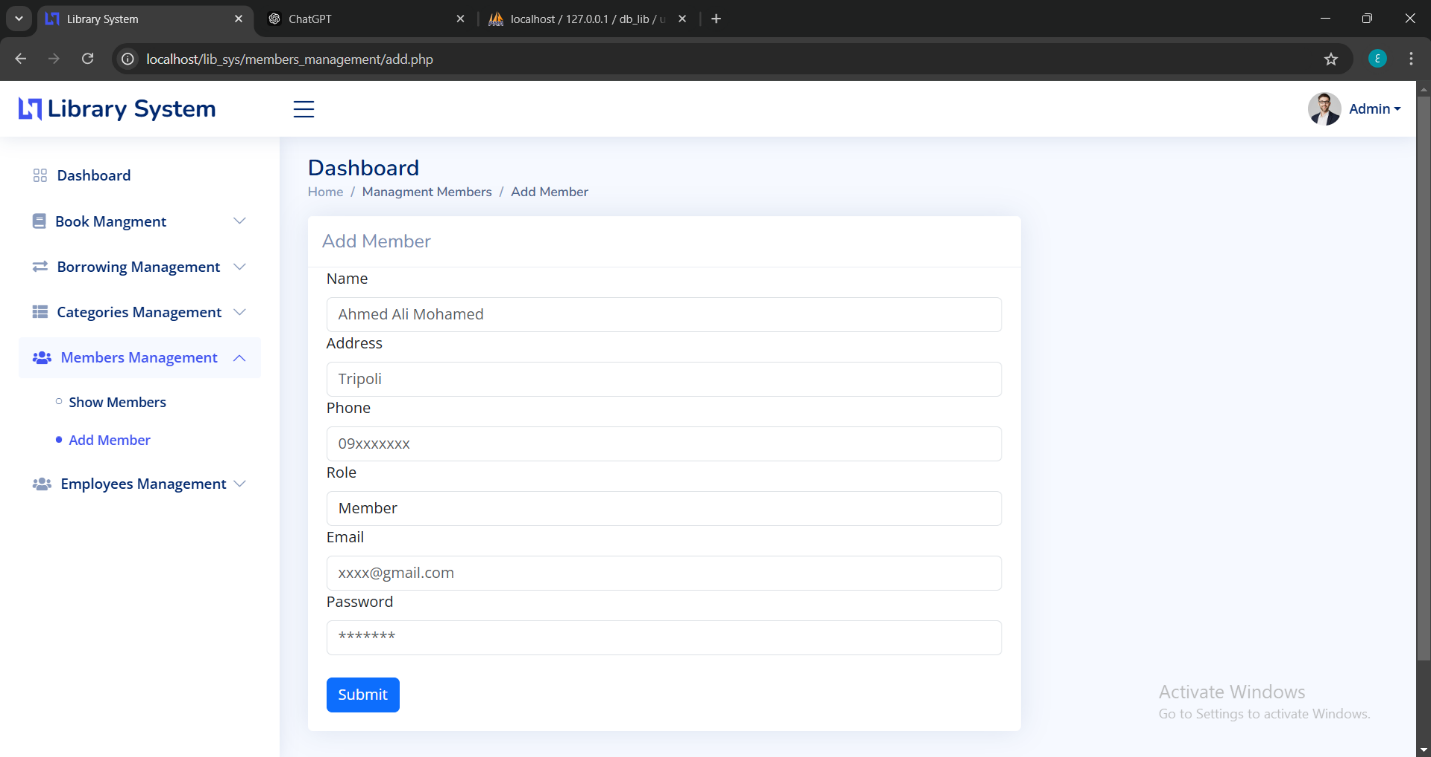 Library System
ChatGPT
localhost / 127.0.0.1 / db_lib / u
localhost/lib_sys/members_management/add.php
E
Library System
Admin
Dashboard
Book Mangment
Borrowing Management
Categories Management
Members Management
Show Members
Add Member
Employees Management
Dashboard
Home / Managment Members / Add Member
Add Member
Name
Ahmed Ali Mohamed
Address
Tripoli
Phone
09xxxxxxx
Role
Member
Email
xxxx@gmail.com
Password
*******
Submit
Activate Windows
Go to Settings to activate Windows.